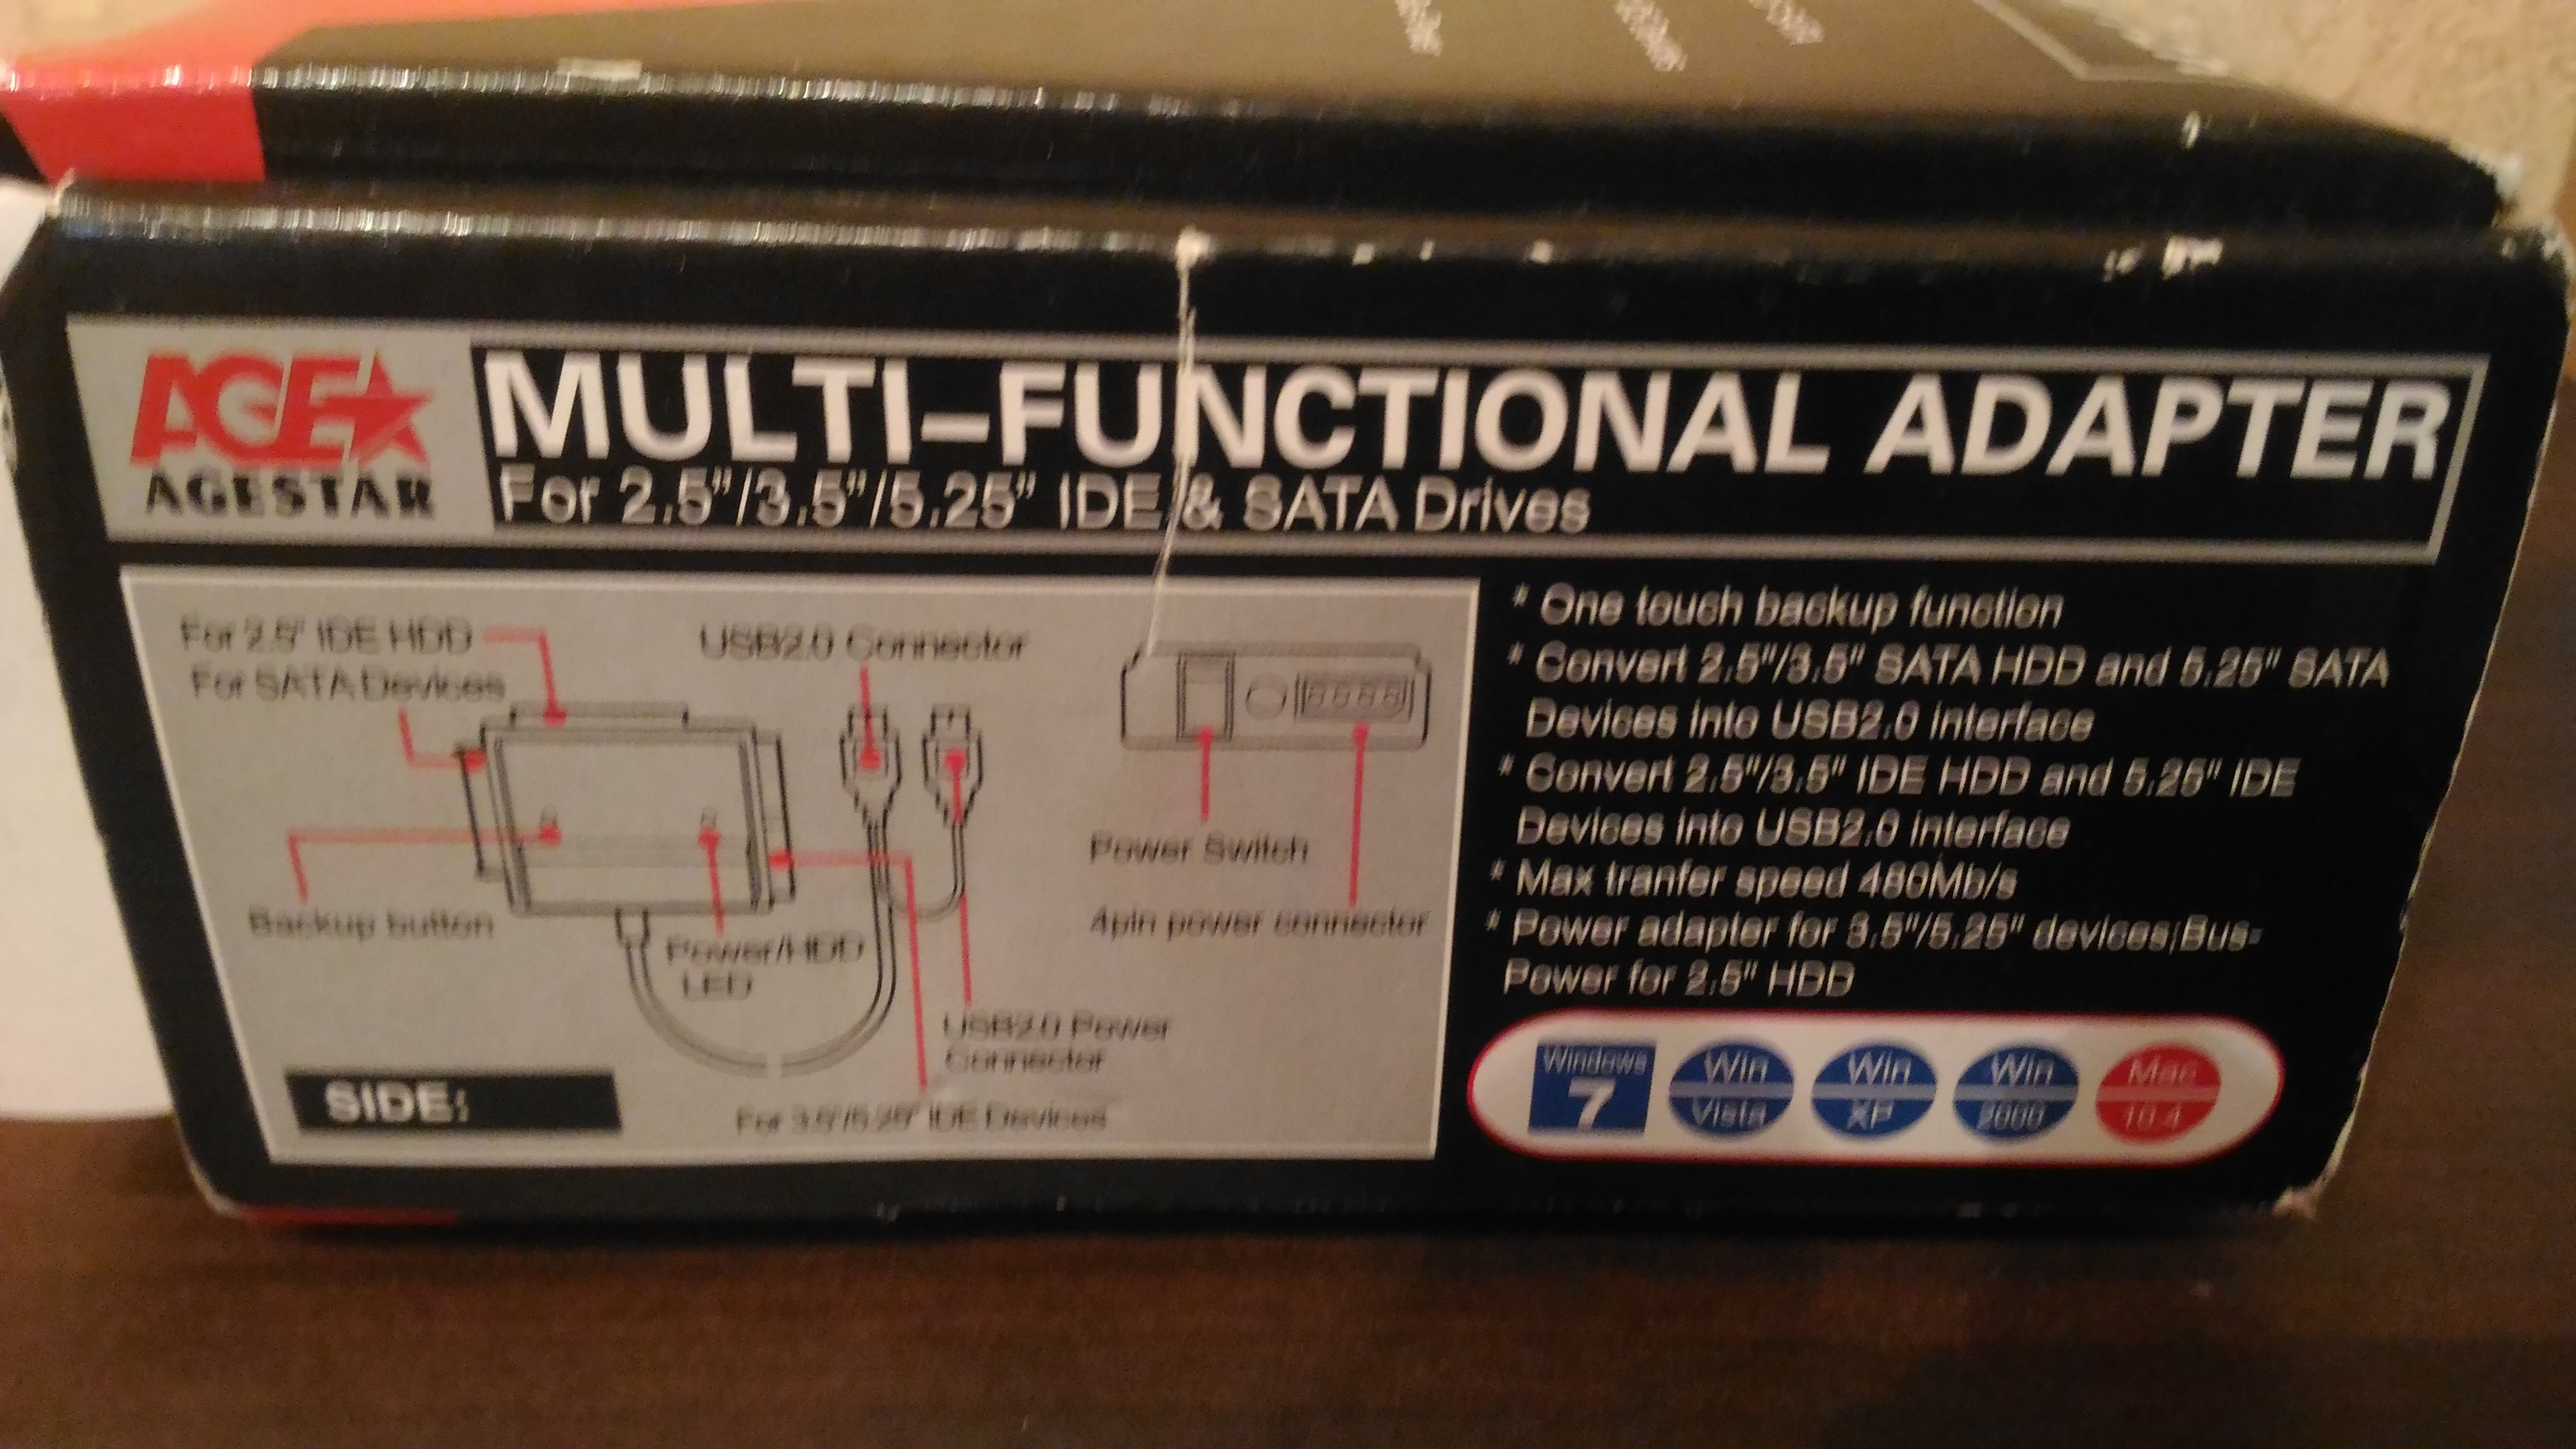 AGE
AGESTAR
MULTI-FUNCTIONAL ADAPTER
For 2.5"/3.5"/5.25" IDE & SATA Drives
For 2.5" IDE HDD
For SATA Devices
USB2.0 Connector
Backup button
Power/HDD
LED
USB2.0 Power
Connector
For 3.5"/5.25" IDE Devices
SIDE:
Power Switch
4pin power connector
* One touch backup function
* Convert 2.5"/3.5" SATA HDD and 5.25" SATA
Devices into USB2.0 interface
* Convert 2.5"/3.5" IDE HDD and 5.25" IDE
Devices into USB2.0 interface
* Max tranfer speed 480Mb/s
* Power adapter for 3.5"/5.25" devices;Bus-
Power for 2.5" HDD
Windows
7
Win
Vista
Win
XP
Win
2000
Mac
10.4